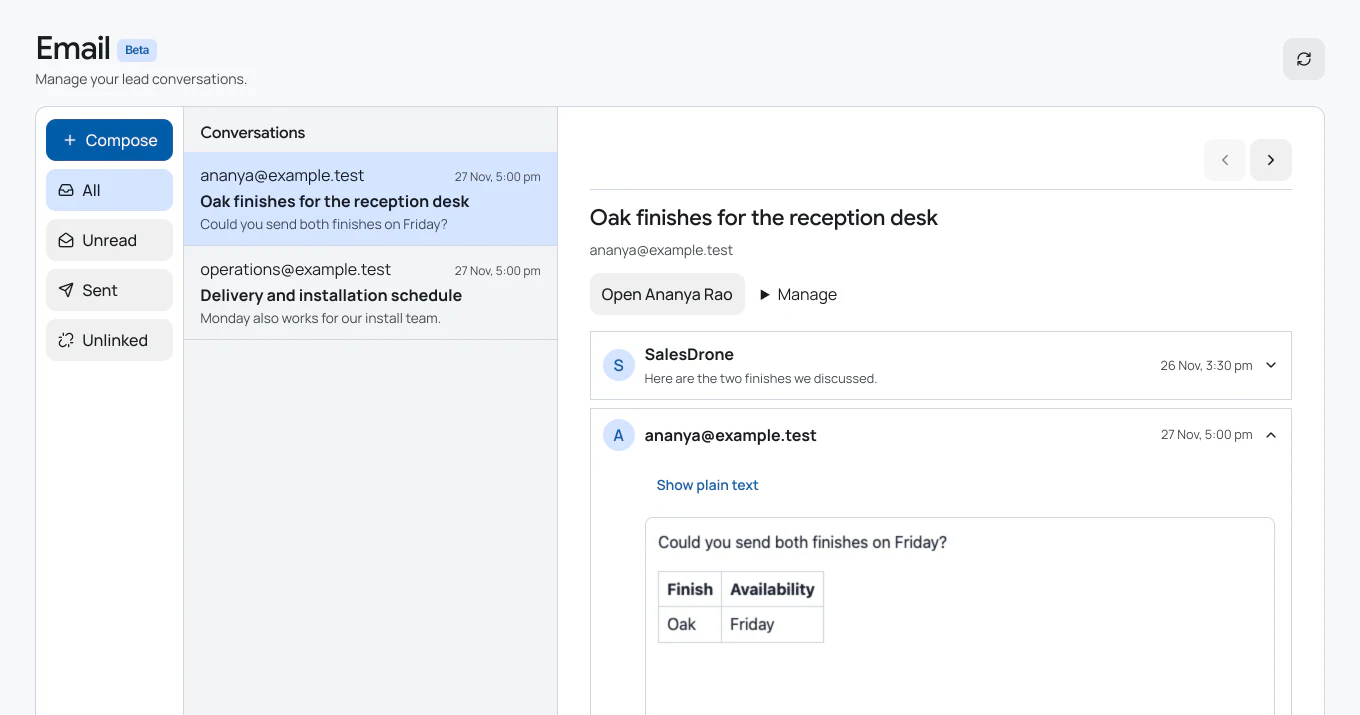 Email Beta
Manage your lead conversations.
+ Compose
All
Unread
Sent
Unlinked
Conversations
ananya@example.test 27 Nov, 5:00 pm
Oak finishes for the reception desk
Could you send both finishes on Friday?
operations@example.test 27 Nov, 5:00 pm
Delivery and installation schedule
Monday also works for our install team.
Oak finishes for the reception desk
ananya@example.test
Open Ananya Rao Manage
S SalesDrone 26 Nov, 3:30 pm
Here are the two finishes we discussed.
A ananya@example.test 27 Nov, 5:00 pm
Show plain text
Could you send both finishes on Friday?
Finish Availability
Oak Friday